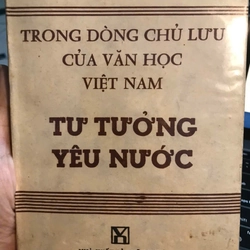 TRONG DÒNG CHỦ LƯU
CỦA VĂN HỌC
VIỆT NAM
TƯ TƯỞNG
YÊU NƯỚC